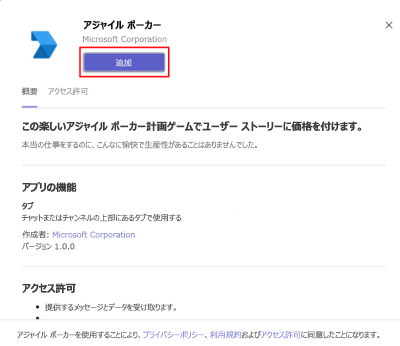 アジャイル ポーカー
Microsoft Corporation
追加
概要 アクセス許可
この楽しいアジャイル ポーカー計画ゲームでユーザー ストーリーに価格を付けます。
本当の仕事をするのに、こんなに愉快で生産性があることはありませんでした。
アプリの機能
タブ
チャットまたはチャンネルの上部にあるタブで使用する
作成者: Microsoft Corporation
バージョン 1.0.0
アクセス許可
• 提供するメッセージとデータを受け取ります。
アジャイル ポーカーを使用することにより、プライバシーポリシー、利用規約およびアクセス許可に同意したことになります。